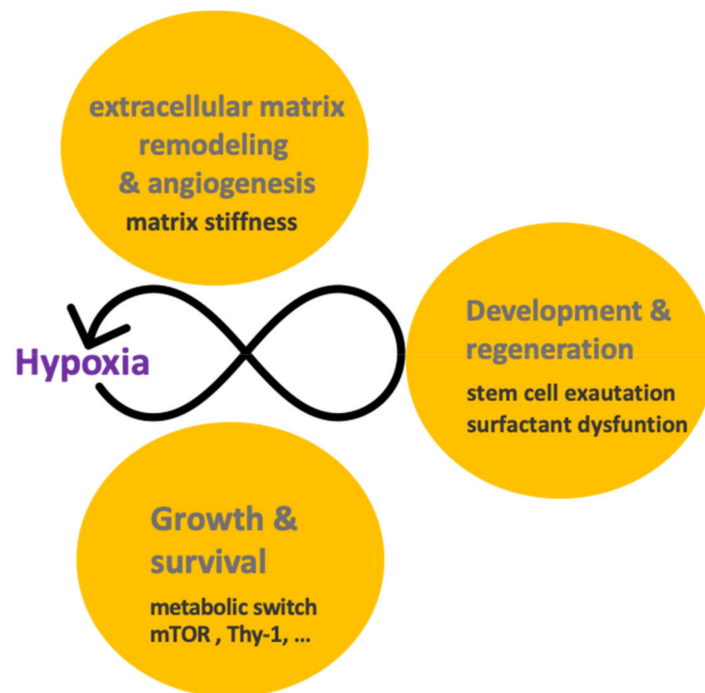 extracellular matrix
remodeling
& angiogenesis
matrix stiffness
Hypoxia
Development &
regeneration
stem cell exautation
surfactant dysfuntion
Growth &
survival
metabolic switch
mTOR , Thy-1, ...